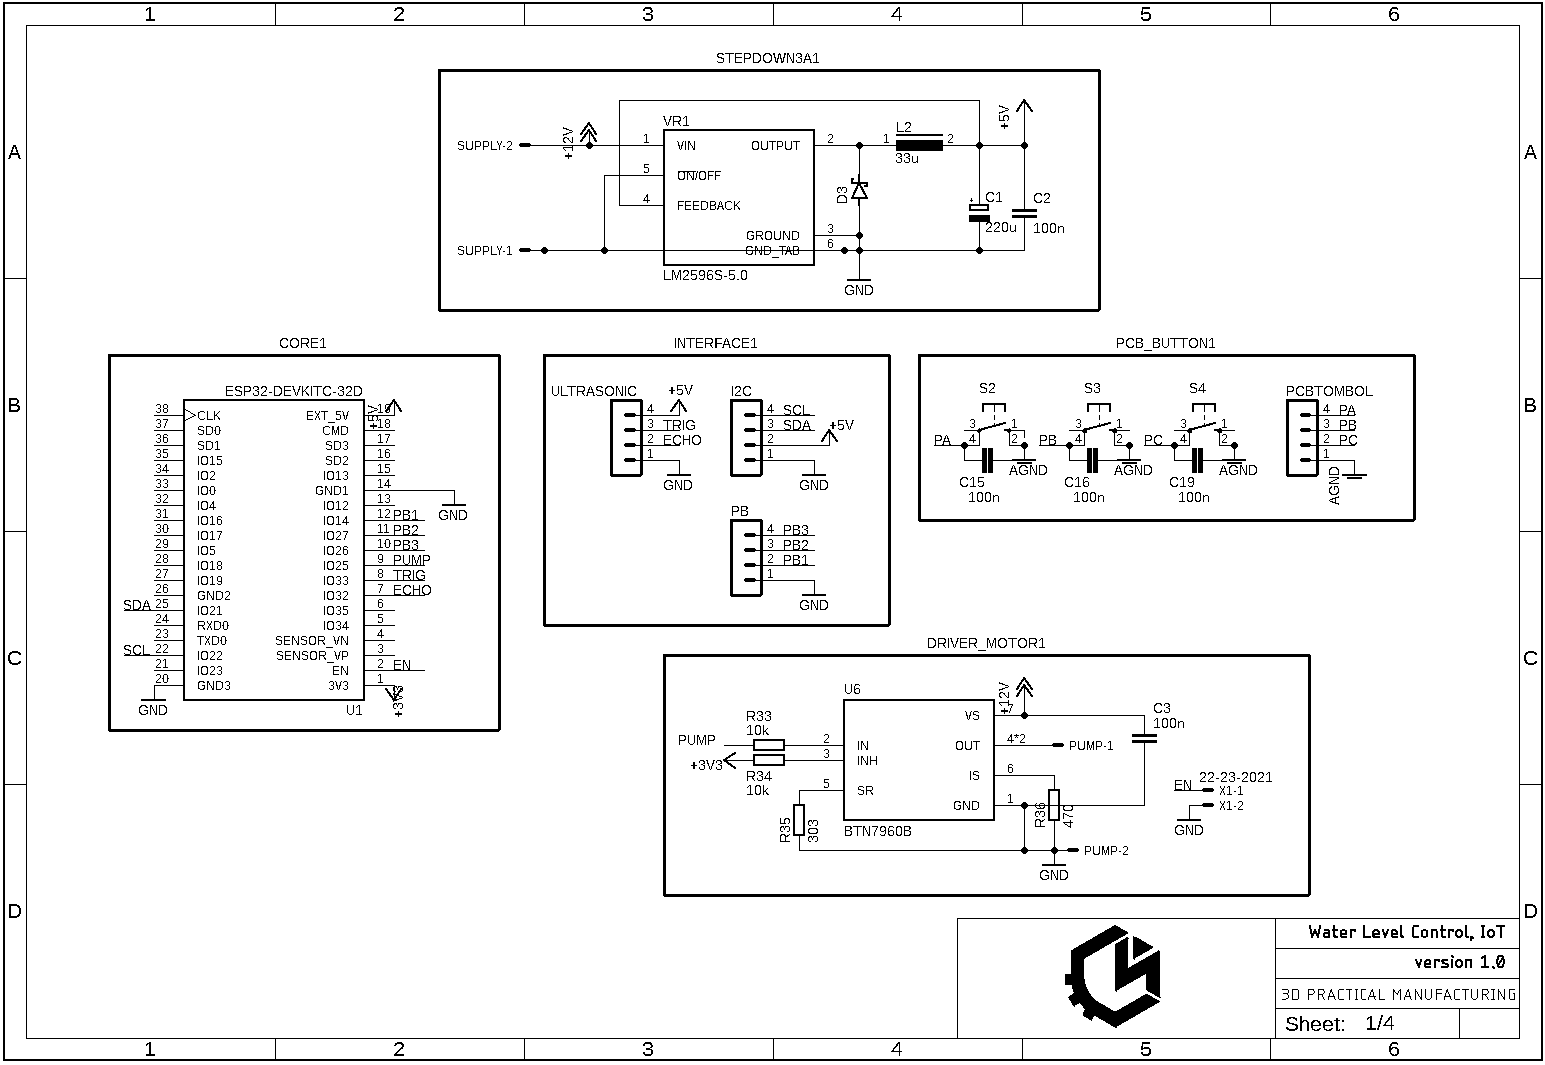 1 2 3 4 5 6
A A
B B
C C
D D
STEPDOWN3A1
VR1
SUPPLY-2
+12V
1 VIN
5 ON/OFF
4 FEEDBACK
OUTPUT 2
GROUND 3
GND_TAB 6
SUPPLY-1
LM2596S-5.0
D3
1 L2 2
33u
+5V
C1
220u
C2
100n
GND
CORE1
ESP32-DEVKITC-32D
38 CLK EXT_5V 19 +5V
37 SD0 CMD 18
36 SD1 SD3 17
35 IO15 SD2 16
34 IO2 IO13 15
33 IO0 GND1 14
32 IO4 IO12 13
GND
31 IO16 IO14 12 PB1
30 IO17 IO27 11 PB2
29 IO5 IO26 10 PB3
28 IO18 IO25 9 PUMP
27 IO19 IO33 8 TRIG
26 GND2 IO32 7 ECHO
SDA 25 IO21 IO35 6
24 RXD0 IO34 5
23 TXD0 SENSOR_VN 4
SCL 22 IO22 SENSOR_VP 3
21 IO23 EN 2 EN
20 GND3 3V3 1 +3V3
GND
U1
INTERFACE1
ULTRASONIC
4 +5V
3 TRIG
2 ECHO
1
GND
I2C
4 SCL
3 SDA
2 +5V
1
GND
PB
4 PB3
3 PB2
2 PB1
1
GND
PCB_BUTTON1
S2 S3 S4
3 1 3 1 3 1
PA 4 2 PB 4 2 PC 4 2
AGND AGND AGND
C15 C16 C19
100n 100n 100n
PCBTOMBOL
4 PA
3 PB
2 PC
1
AGND
DRIVER_MOTOR1
U6
R33
10k
PUMP
+3V3
R34
10k
2 IN
3 INH
5 SR
VS 7
OUT 4*2
IS 6
GND 1
BTN7960B
R35
303
+12V
C3
100n
PUMP-1
R36
470
PUMP-2
GND
22-23-2021
EN X1-1
X1-2
GND
Water Level Control, IoT
version 1.0
3D PRACTICAL MANUFACTURING
Sheet: 1/4
1 2 3 4 5 6